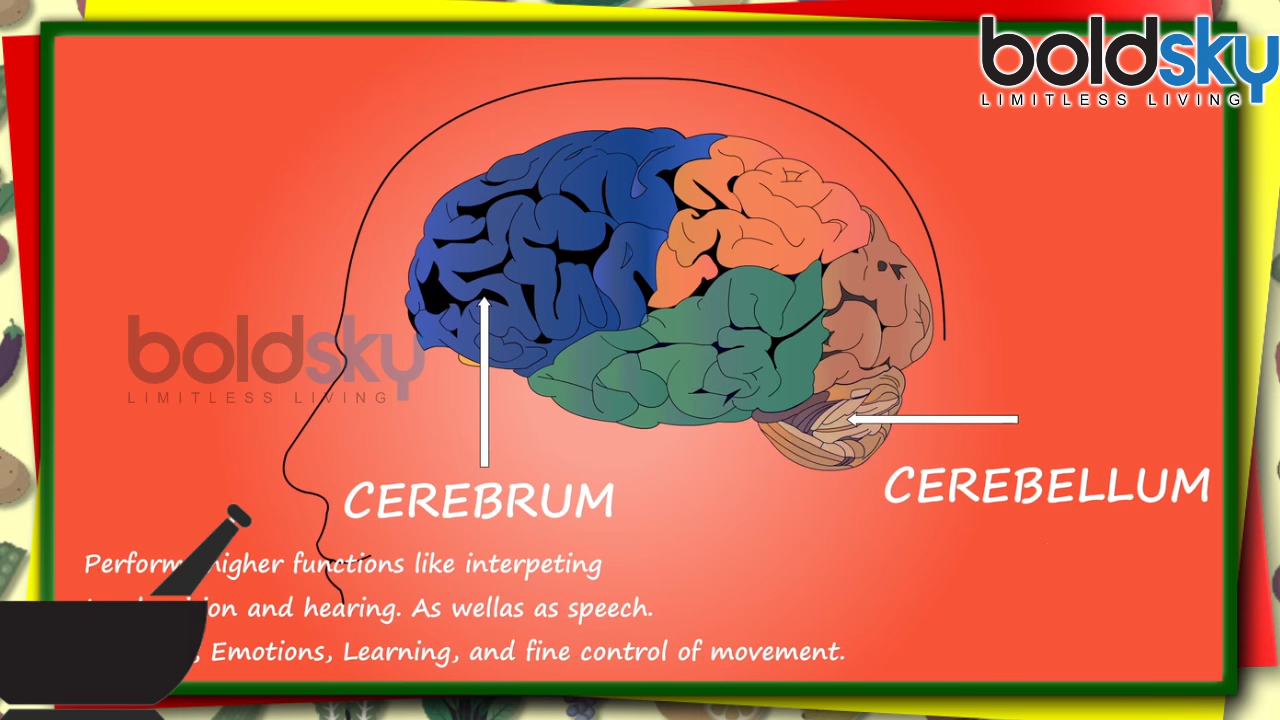 boldsky
LIMITLESS LIVING
boldsky
LIMITLESS LIVING
CEREBRUM
CEREBELLUM
higher functions like interpeting
and hearing. As wellas as speech.
Emotions, Learning, and fine control of movement.